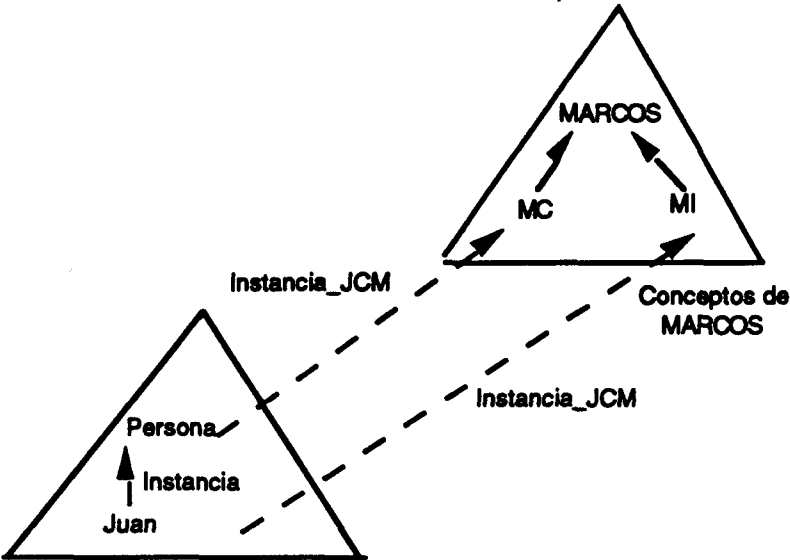 MARCOS
MC
MI
Instancia_JCM
Conceptos de
MARCOS
Instancia_JCM
Persona
Instancia
Juan